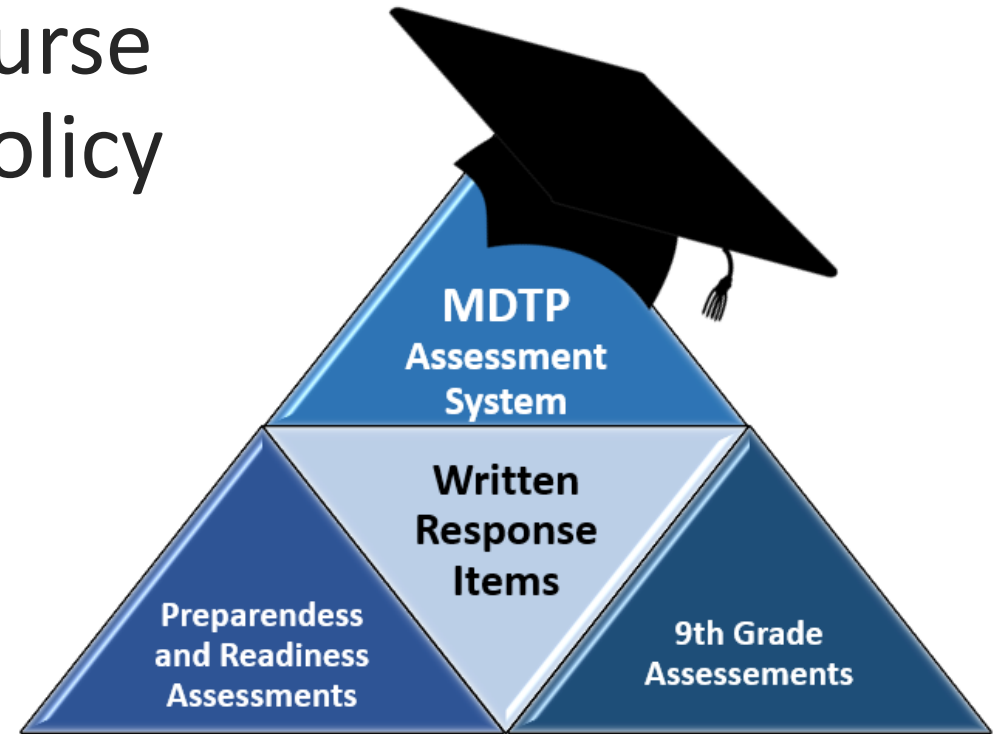 urse
olicy
MDTP
Assessment
System
Written
Response
Items
Preparendess
and Readiness
Assessments
9th Grade
Assessements